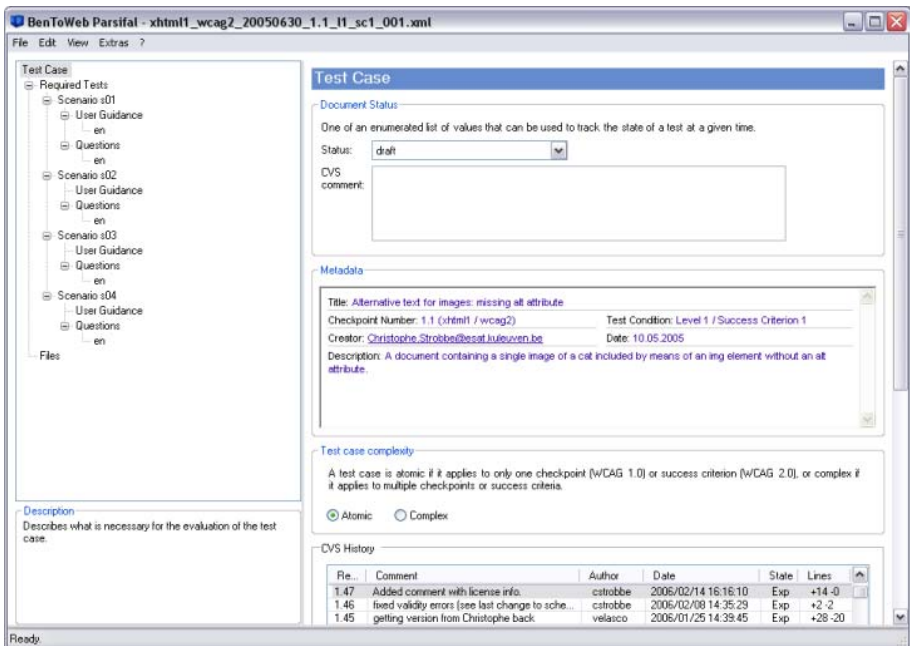 BenToWeb Parsifal - xhtml1_wcag2_20050630_1.1_l1_sc1_001.xml
File Edit View Extras ?
Test Case
Required Tests
Scenario s01
User Guidance
en
Questions
en
Scenario s02
User Guidance
Questions
en
Scenario s03
User Guidance
Questions
en
Scenario s04
User Guidance
Questions
en
Files
Description
Describes what is necessary for the evaluation of the test
case.
Test Case
Document Status
One of an enumerated list of values that can be used to track the state of a test at a given time.
Status: draft
CVS
comment:
Metadata
Title: Alternative text for images: missing alt attribute
Checkpoint Number: 1.1 (xhtml1 / wcag2) Test Condition: Level 1 / Success Criterion 1
Creator: Christophe.Strobbe@esat.kuleuven.be Date: 10.05.2005
Description: A document containing a single image of a cat included by means of an img element without an alt
attribute.
Test case complexity
A test case is atomic if it applies to only one checkpoint (WCAG 1.0) or success criterion (WCAG 2.0), or complex if
it applies to multiple checkpoints or success criteria.
Atomic Complex
CVS History
Re... Comment Author Date State Lines
1.47 Added comment with license info. cstrobbe 2006/02/14 16:16:10 Exp +14 -0
1.46 fixed validity errors (see last change to sche... cstrobbe 2006/02/08 14:35:29 Exp +2 -2
1.45 getting version from Christophe back velasco 2006/01/25 14:39:45 Exp +28 -20
Ready.